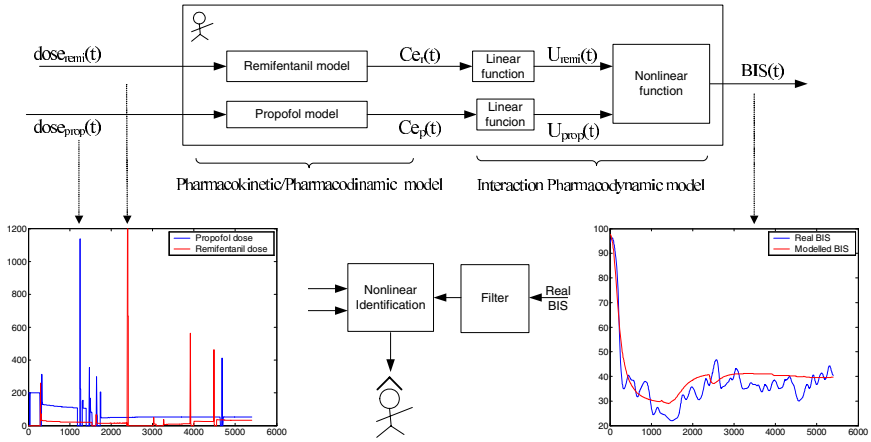 dose_remi(t)
Remifentanil model
Ce_r(t)
Linear
function
U_remi(t)
Nonlinear
function
BIS(t)
dose_prop(t)
Propofol model
Ce_p(t)
Linear
funcion
U_prop(t)
Pharmacokinetic/Pharmacodinamic model
Interaction Pharmacodynamic model
Propofol dose
Remifentanil dose
1200
1000
800
600
400
200
0
0 1000 2000 3000 4000 5000 6000
Nonlinear
Identification
Filter
Real
BIS
Real BIS
Modelled BIS
100
90
80
70
60
50
40
30
20
0 1000 2000 3000 4000 5000 6000